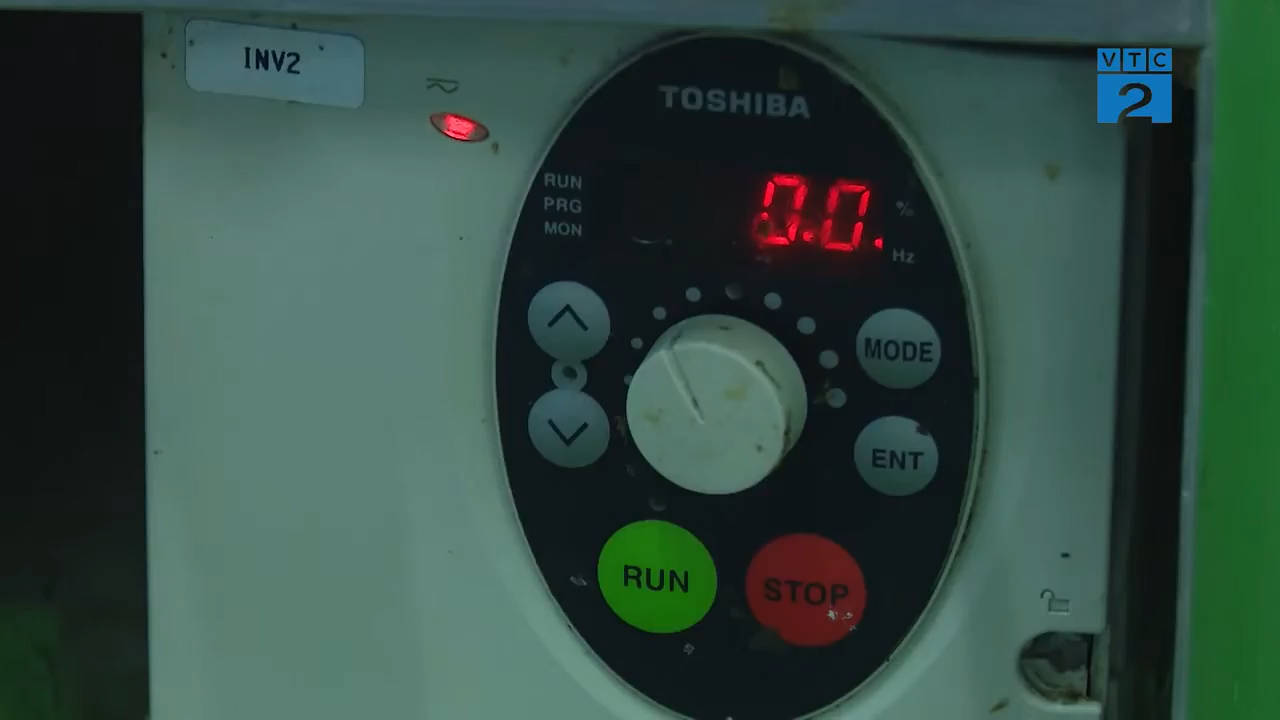 INV2
VTC
2
TOSHIBA
RUN
PRG
MON
0.0.
%
Hz
MODE
ENT
RUN
STOP